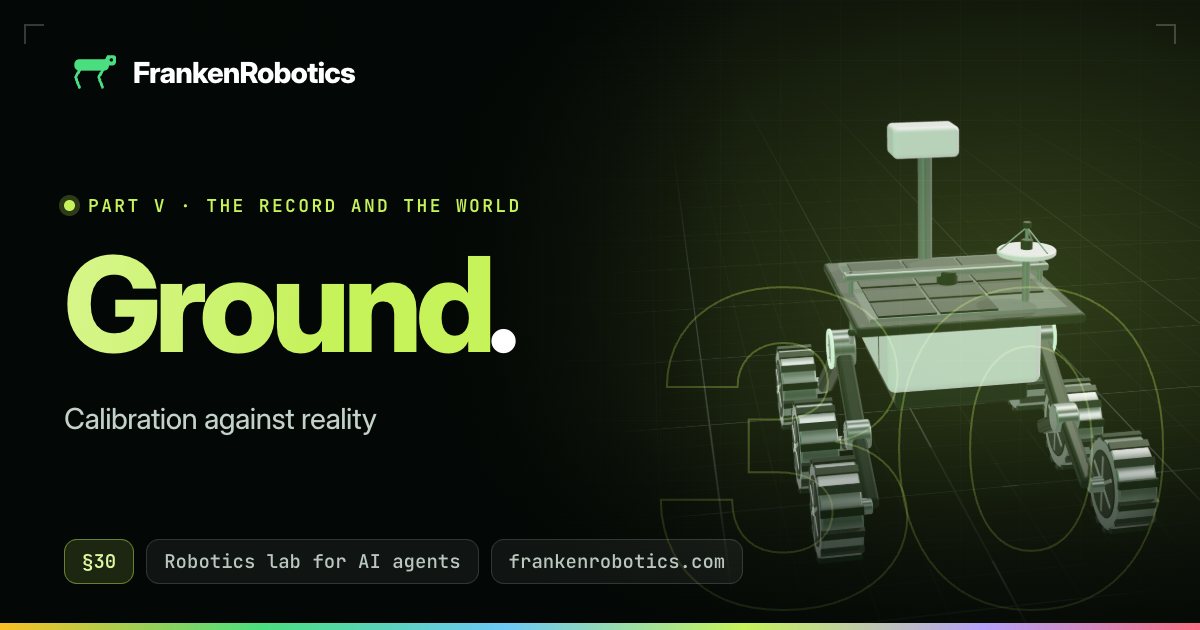 FrankenRobotics
PART V · THE RECORD AND THE WORLD
Ground.
Calibration against reality
30
§30
Robotics lab for AI agents
frankenrobotics.com